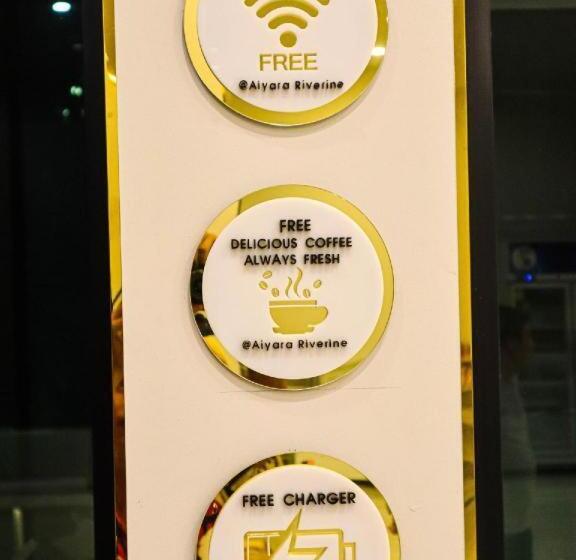 FREE
@Aiyara Riverine
FREE
DELICIOUS COFFEE
ALWAYS FRESH
@Aiyara Riverine
FREE CHARGER